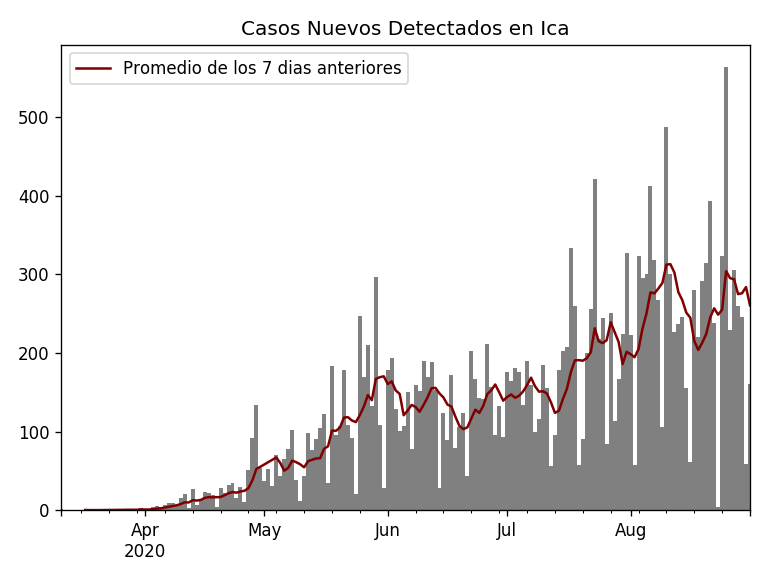 Casos Nuevos Detectados en Ica
Promedio de los 7 dias anteriores
500
400
300
200
100
0
Apr May Jun Jul Aug
2020